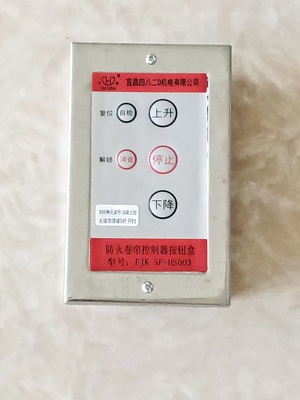 宜昌四八二0机电有限公司
复位 自检 上升
解锁 消音 停止
下降
防火卷帘控制器按钮盒
型号：FJK-SF-HS003